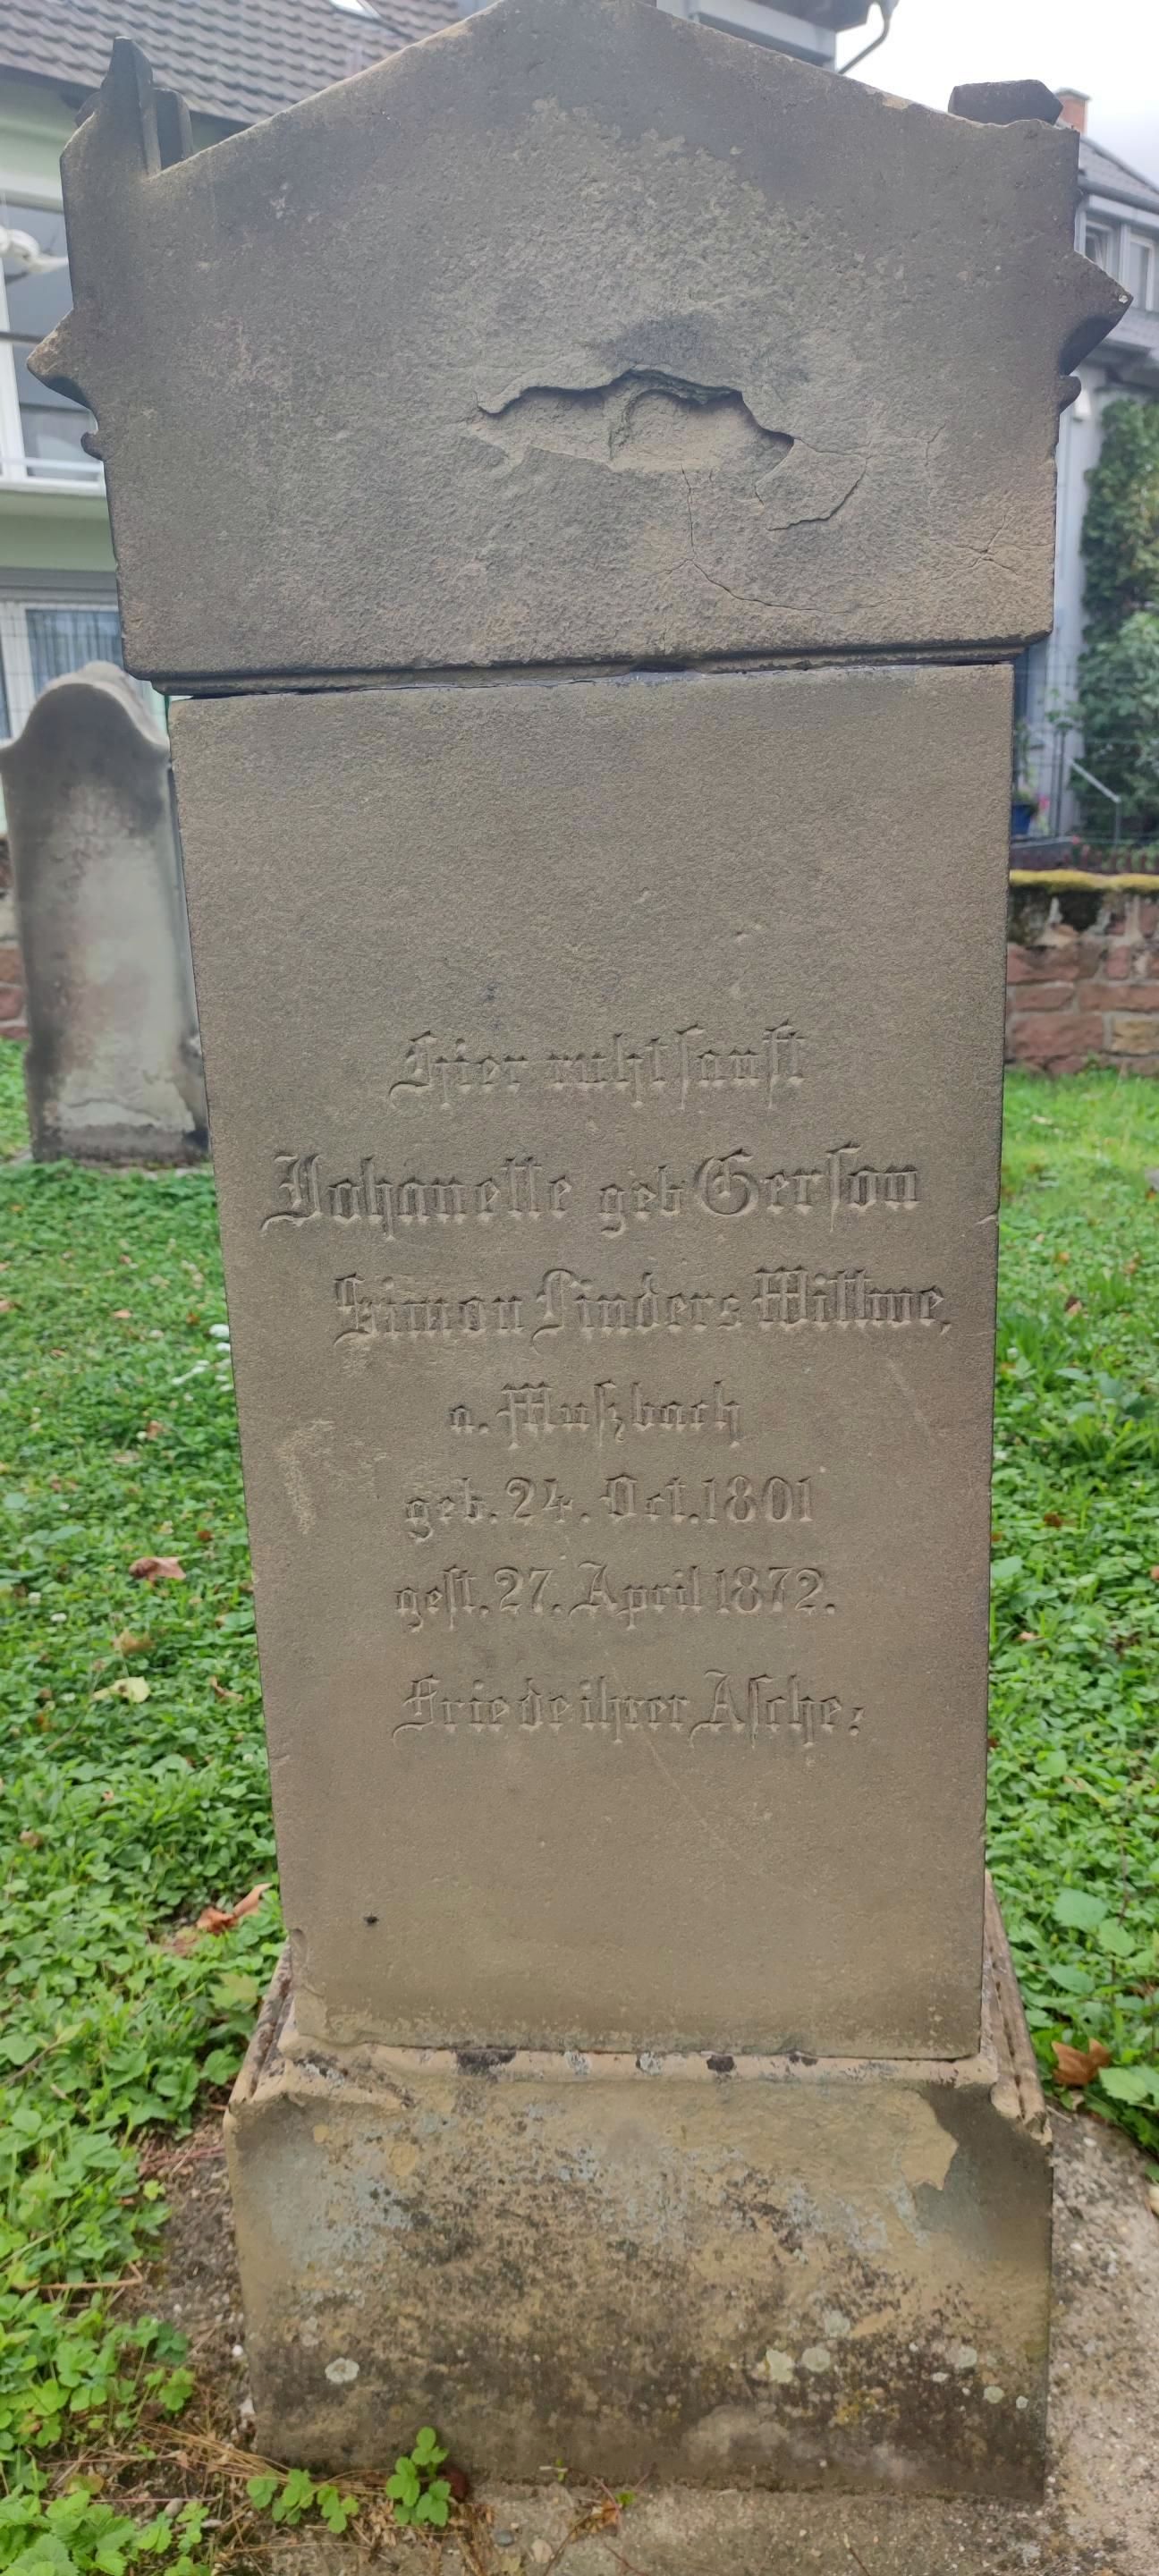 Hier ruht sanft
Johanette geb Gerson
Simon Linders Wittwe,
a. Mußbach
geb. 24. Oct. 1801
gest. 27. April 1872.
Friede ihrer Asche: